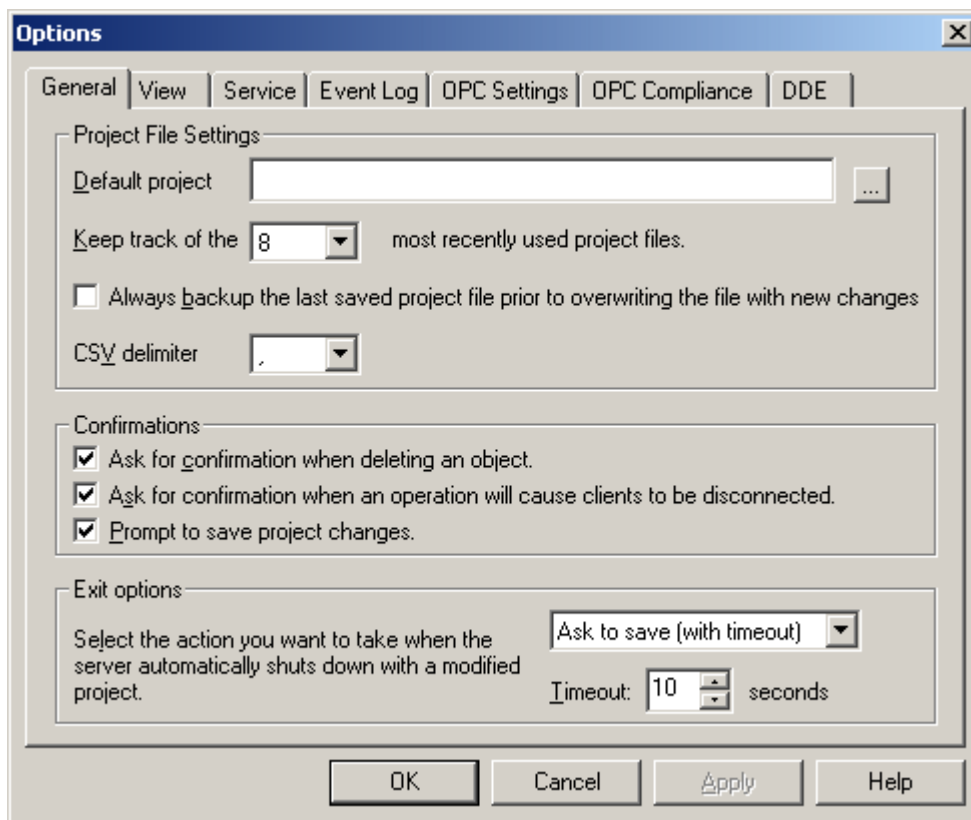 Options
General View Service Event Log OPC Settings OPC Compliance DDE
Project File Settings
Default project ...
Keep track of the 8 most recently used project files.
Always backup the last saved project file prior to overwriting the file with new changes
CSV delimiter ,
Confirmations
Ask for confirmation when deleting an object.
Ask for confirmation when an operation will cause clients to be disconnected.
Prompt to save project changes.
Exit options
Select the action you want to take when the
server automatically shuts down with a modified
project.
Ask to save (with timeout)
Timeout: 10 seconds
OK Cancel Apply Help